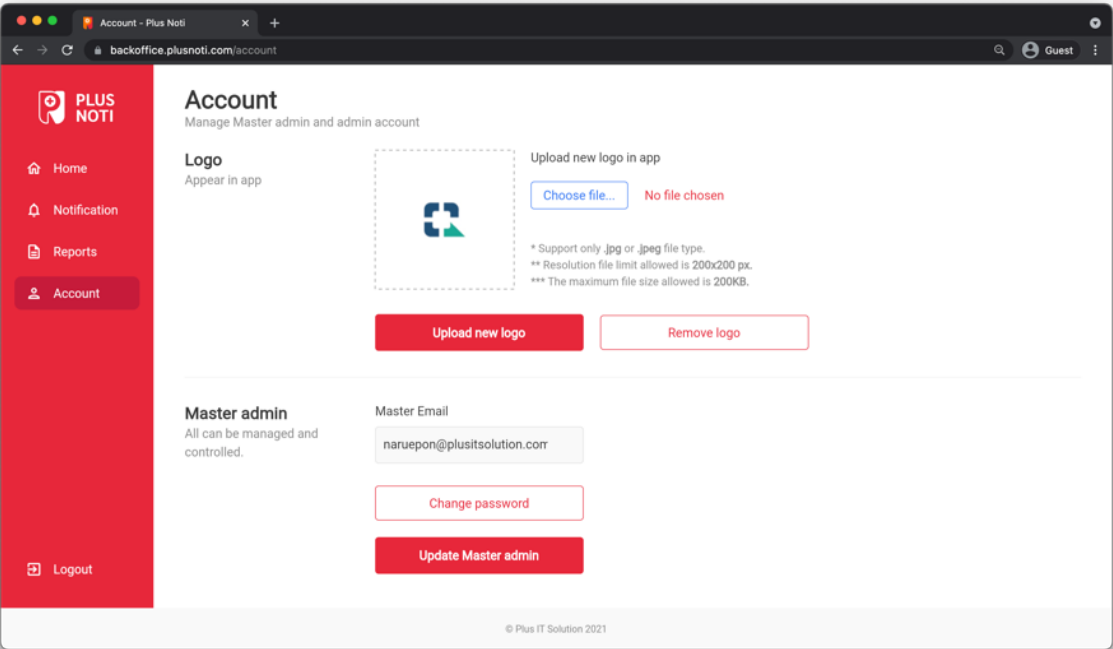 Account - Plus Noti
backoffice.plusnoti.com/account
Guest
PLUS
NOTI
Home
Notification
Reports
Account
Logout
Account
Manage Master admin and admin account
Logo
Appear in app
Upload new logo in app
Choose file...
No file chosen
* Support only .jpg or .jpeg file type.
** Resolution file limit allowed is 200x200 px.
*** The maximum file size allowed is 200KB.
Upload new logo
Remove logo
Master admin
All can be managed and
controlled.
Master Email
naruepon@plusitsolution.com
Change password
Update Master admin
© Plus IT Solution 2021